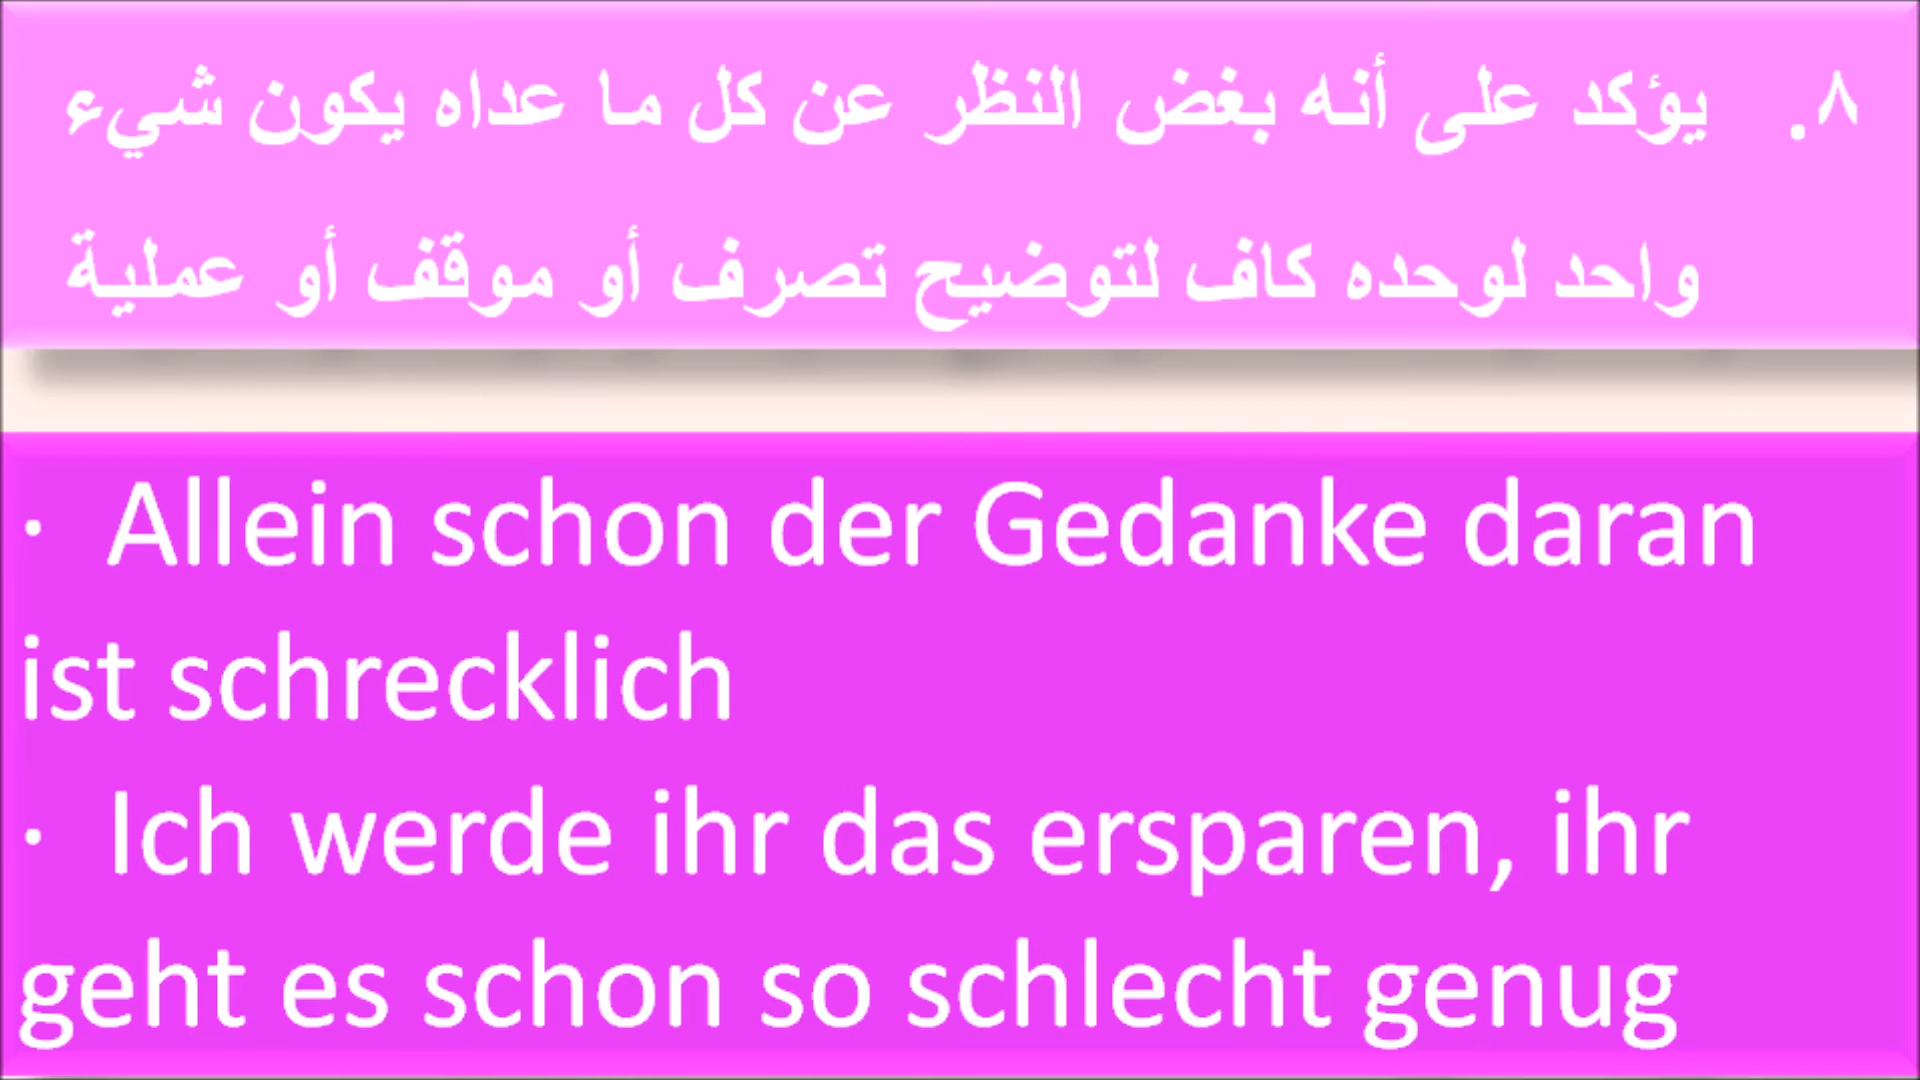 ٨. يؤكد على أنه بغض النظر عن كل ما عداه يكون شيء
واحد لوحده كاف لتوضيح تصرف أو موقف أو عملية
· Allein schon der Gedanke daran
ist schrecklich
· Ich werde ihr das ersparen, ihr
geht es schon so schlecht genug